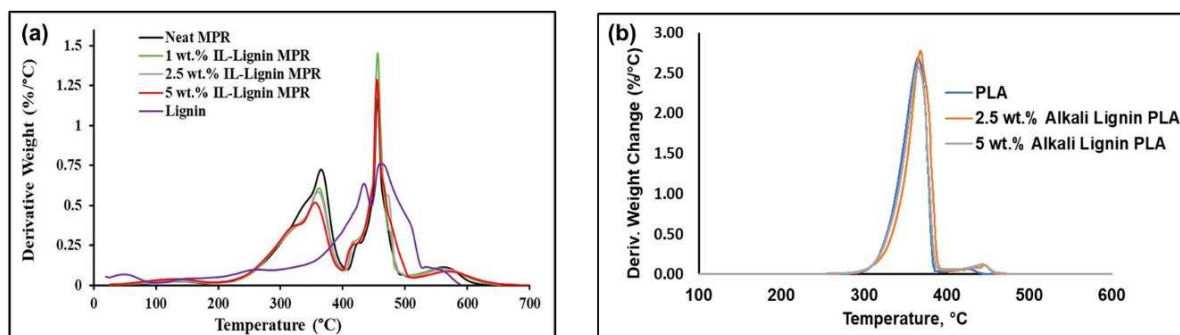 (a)
Neat MPR
1 wt.% IL-Lignin MPR
2.5 wt.% IL-Lignin MPR
5 wt.% IL-Lignin MPR
Lignin
Derivative Weight (%/°C)
1.5
1.25
1
0.75
0.5
0.25
0
0 100 200 300 400 500 600 700
Temperature (°C)
(b)
Deriv. Weight Change (%/°C)
3.00
2.50
2.00
1.50
1.00
0.50
0.00
PLA
2.5 wt.% Alkali Lignin PLA
5 wt.% Alkali Lignin PLA
100 200 300 400 500 600
Temperature, °C